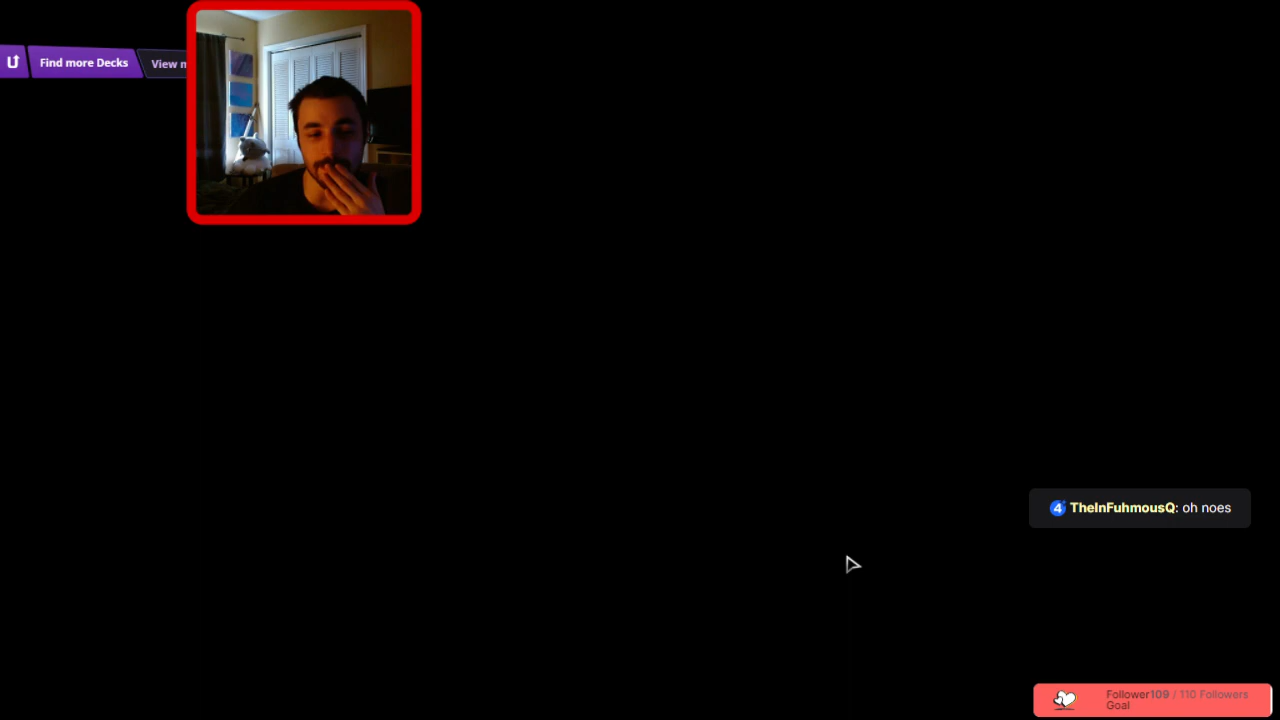 Find more Decks
View
4 TheInFuhmousQ: oh noes
Follower109 / 110 Followers
Goal